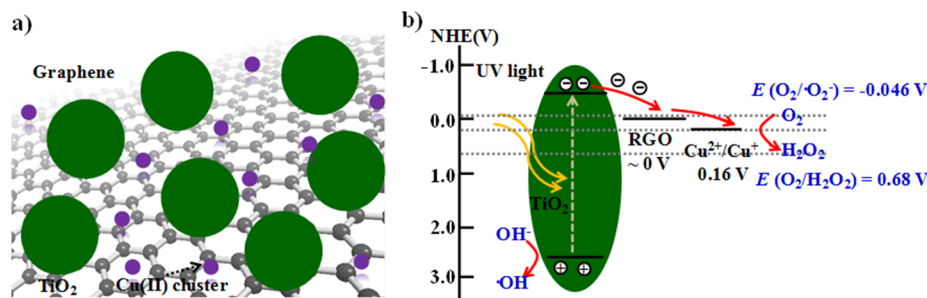 a)
Graphene
TiO₂
Cu(II) cluster
b)
NHE(V)
-1.0
0.0
1.0
2.0
3.0
UV light
TiO₂
OH⁻
·OH
RGO
~ 0 V
Cu²⁺/Cu⁺
0.16 V
E (O₂/·O₂⁻) = -0.046 V
O₂
H₂O₂
E (O₂/H₂O₂) = 0.68 V